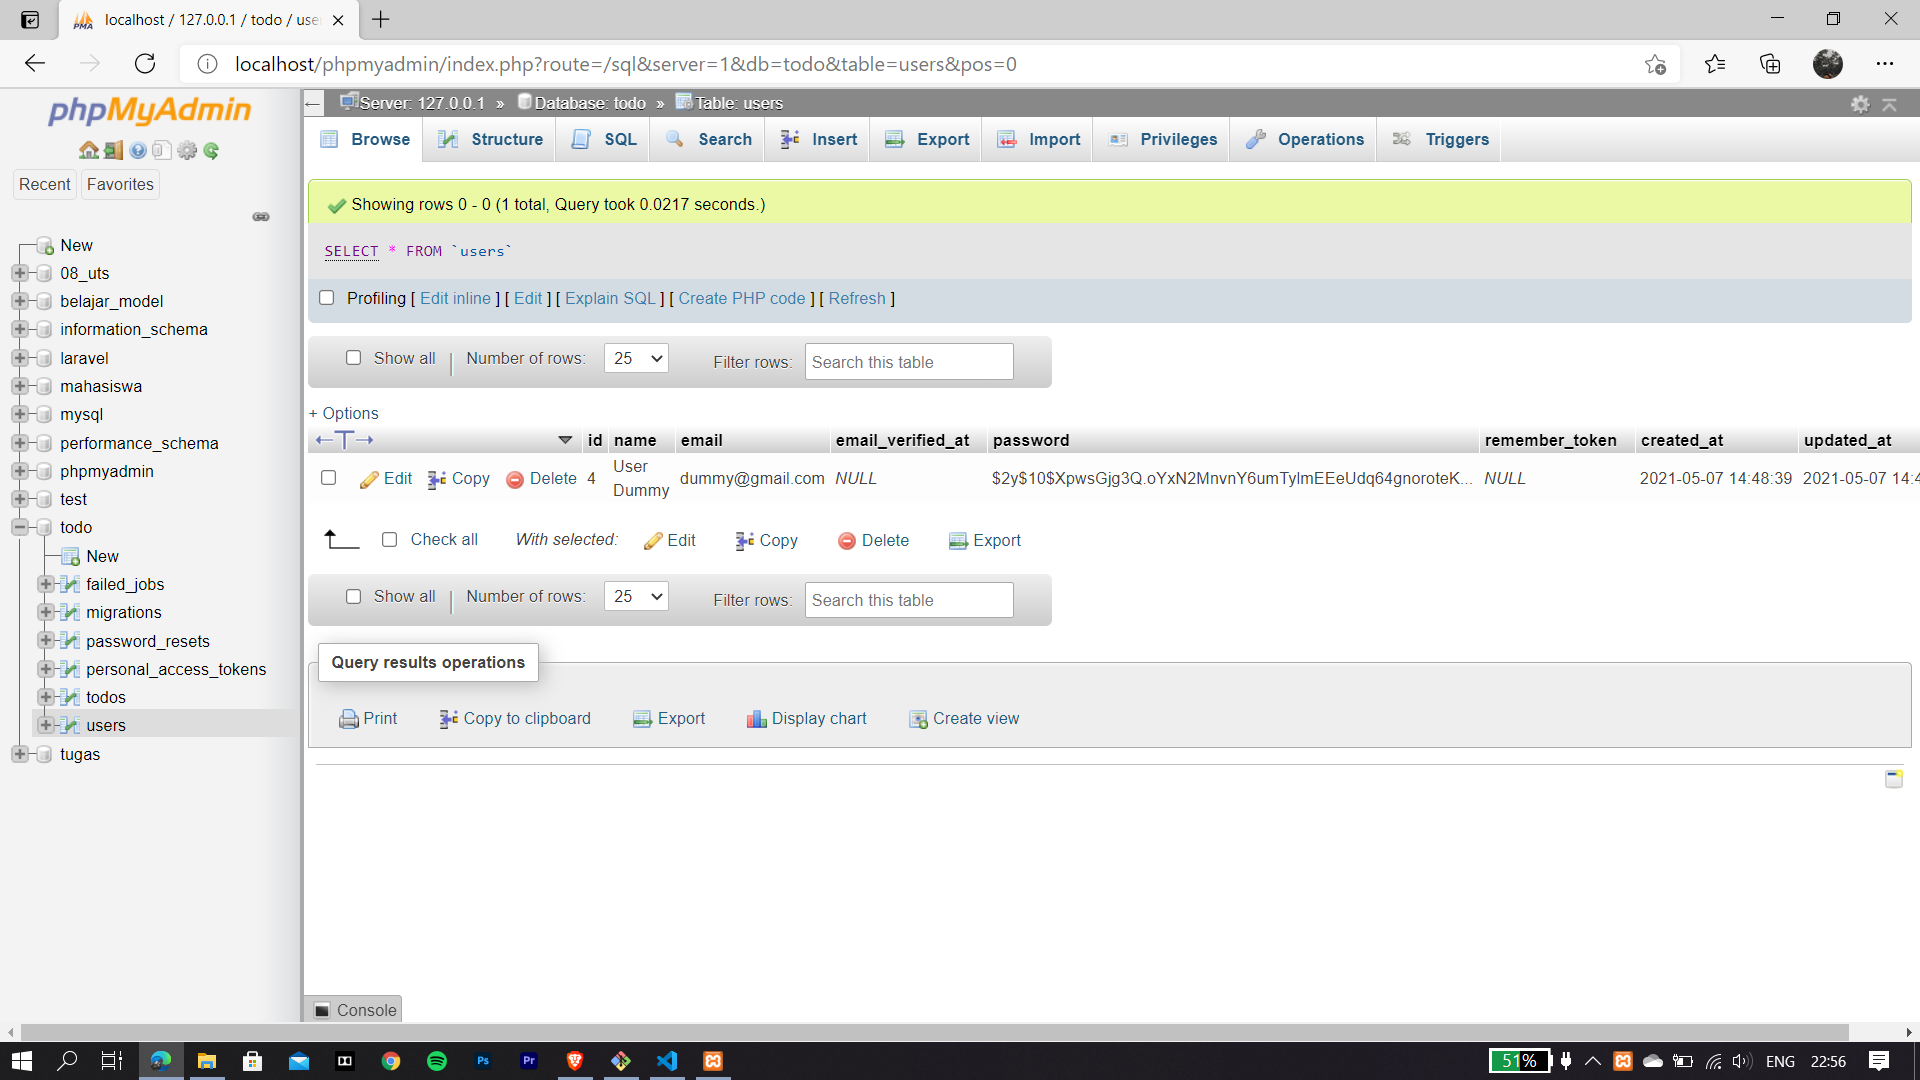 localhost / 127.0.0.1 / todo / use
localhost/phpmyadmin/index.php?route=/sql&server=1&db=todo&table=users&pos=0
phpMyAdmin
Recent Favorites
New
08_uts
belajar_model
information_schema
laravel
mahasiswa
mysql
performance_schema
phpmyadmin
test
todo
New
failed_jobs
migrations
password_resets
personal_access_tokens
todos
users
tugas
Server: 127.0.0.1 » Database: todo » Table: users
Browse Structure SQL Search Insert Export Import Privileges Operations Triggers
Showing rows 0 - 0 (1 total, Query took 0.0217 seconds.)
SELECT * FROM `users`
Profiling [ Edit inline ] [ Edit ] [ Explain SQL ] [ Create PHP code ] [ Refresh ]
Show all | Number of rows: 25 Filter rows: Search this table
+ Options
←T→ id name email email_verified_at password remember_token created_at updated_at
Edit Copy Delete 4 User Dummy dummy@gmail.com NULL $2y$10$XpwsGjg3Q.oYxN2MnvnY6umTylmEEeUdq64gnoroteK... NULL 2021-05-07 14:48:39 2021-05-07 14:4
Check all With selected: Edit Copy Delete Export
Show all | Number of rows: 25 Filter rows: Search this table
Query results operations
Print Copy to clipboard Export Display chart Create view
Console
Ps Pr 51% ENG 22:56